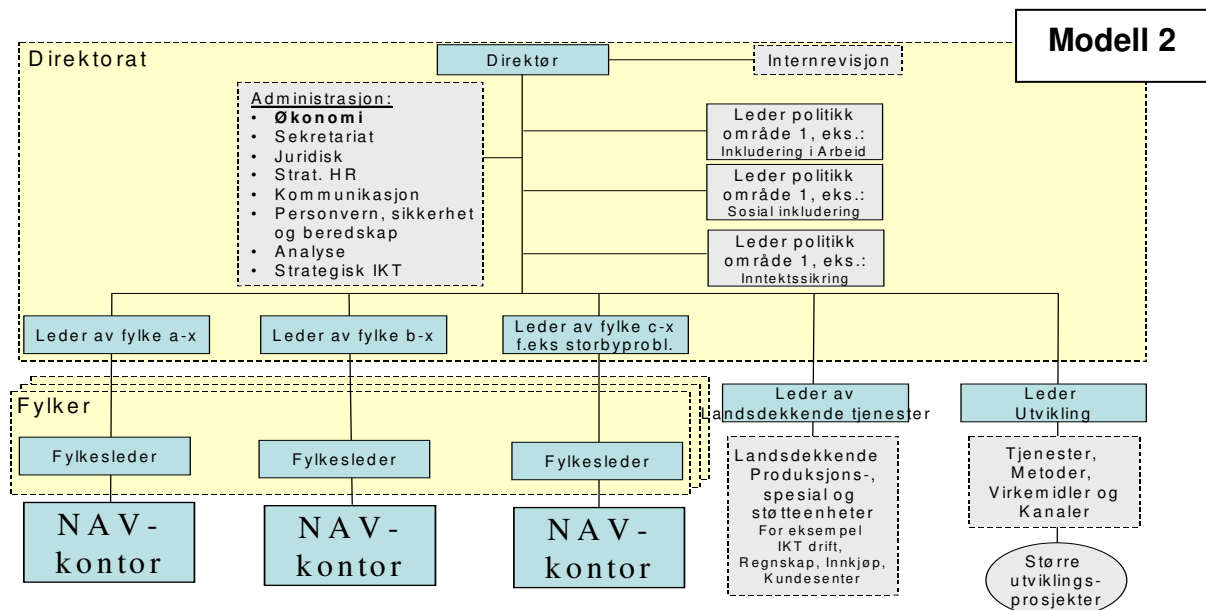 Modell 2
Direktorat
Direktør
Internrevisjon
Administrasjon:
• Økonomi
• Sekretariat
• Juridisk
• Strat. HR
• Kommunikasjon
• Personvern, sikkerhet
og beredskap
• Analyse
• Strategisk IKT
Leder politikk
område 1, eks.:
Inkludering i Arbeid
Leder politikk
område 1, eks.:
Sosial inkludering
Leder politikk
område 1, eks.:
Inntektssikring
Leder av fylke a-x
Leder av fylke b-x
Leder av fylke c-x
f.eks storbyprobl.
Fylker
Leder av
Landsdekkende tjenester
Leder
Utvikling
Fylkesleder
Fylkesleder
Fylkesleder
NAV-
kontor
NAV-
kontor
NAV-
kontor
Landsdekkende
Produksjons-,
spesial og
støtteenheter
For eksempel
IKT drift,
Regnskap, Innkjøp,
Kundesenter
Tjenester,
Metoder,
Virkemidler og
Kanaler
Større
utviklings-
prosjekter